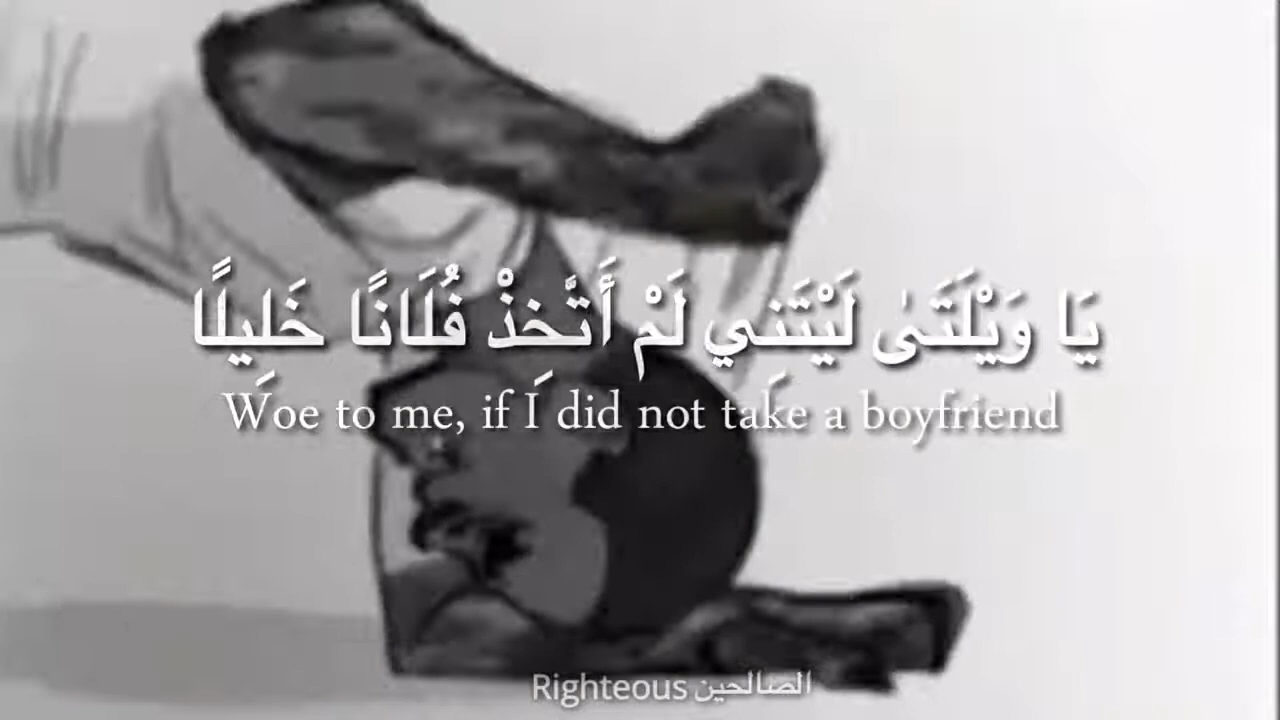 يَا وَيْلَتَىٰ لَيْتَنِي لَمْ أَتَّخِذْ فُلَانًا خَلِيلًا
Woe to me, if I did not take a boyfriend
Righteous الصالحين